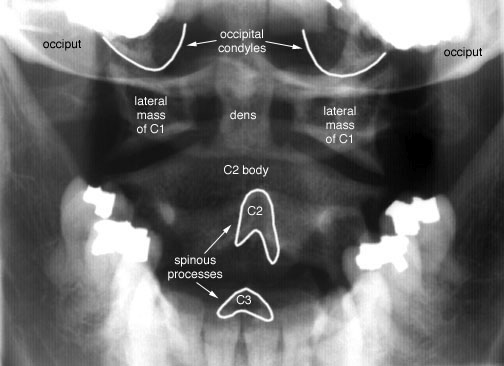 occipital
condyles
occiput
occiput
lateral
mass
of C1
dens
lateral
mass
of C1
C2 body
C2
spinous
processes
C3